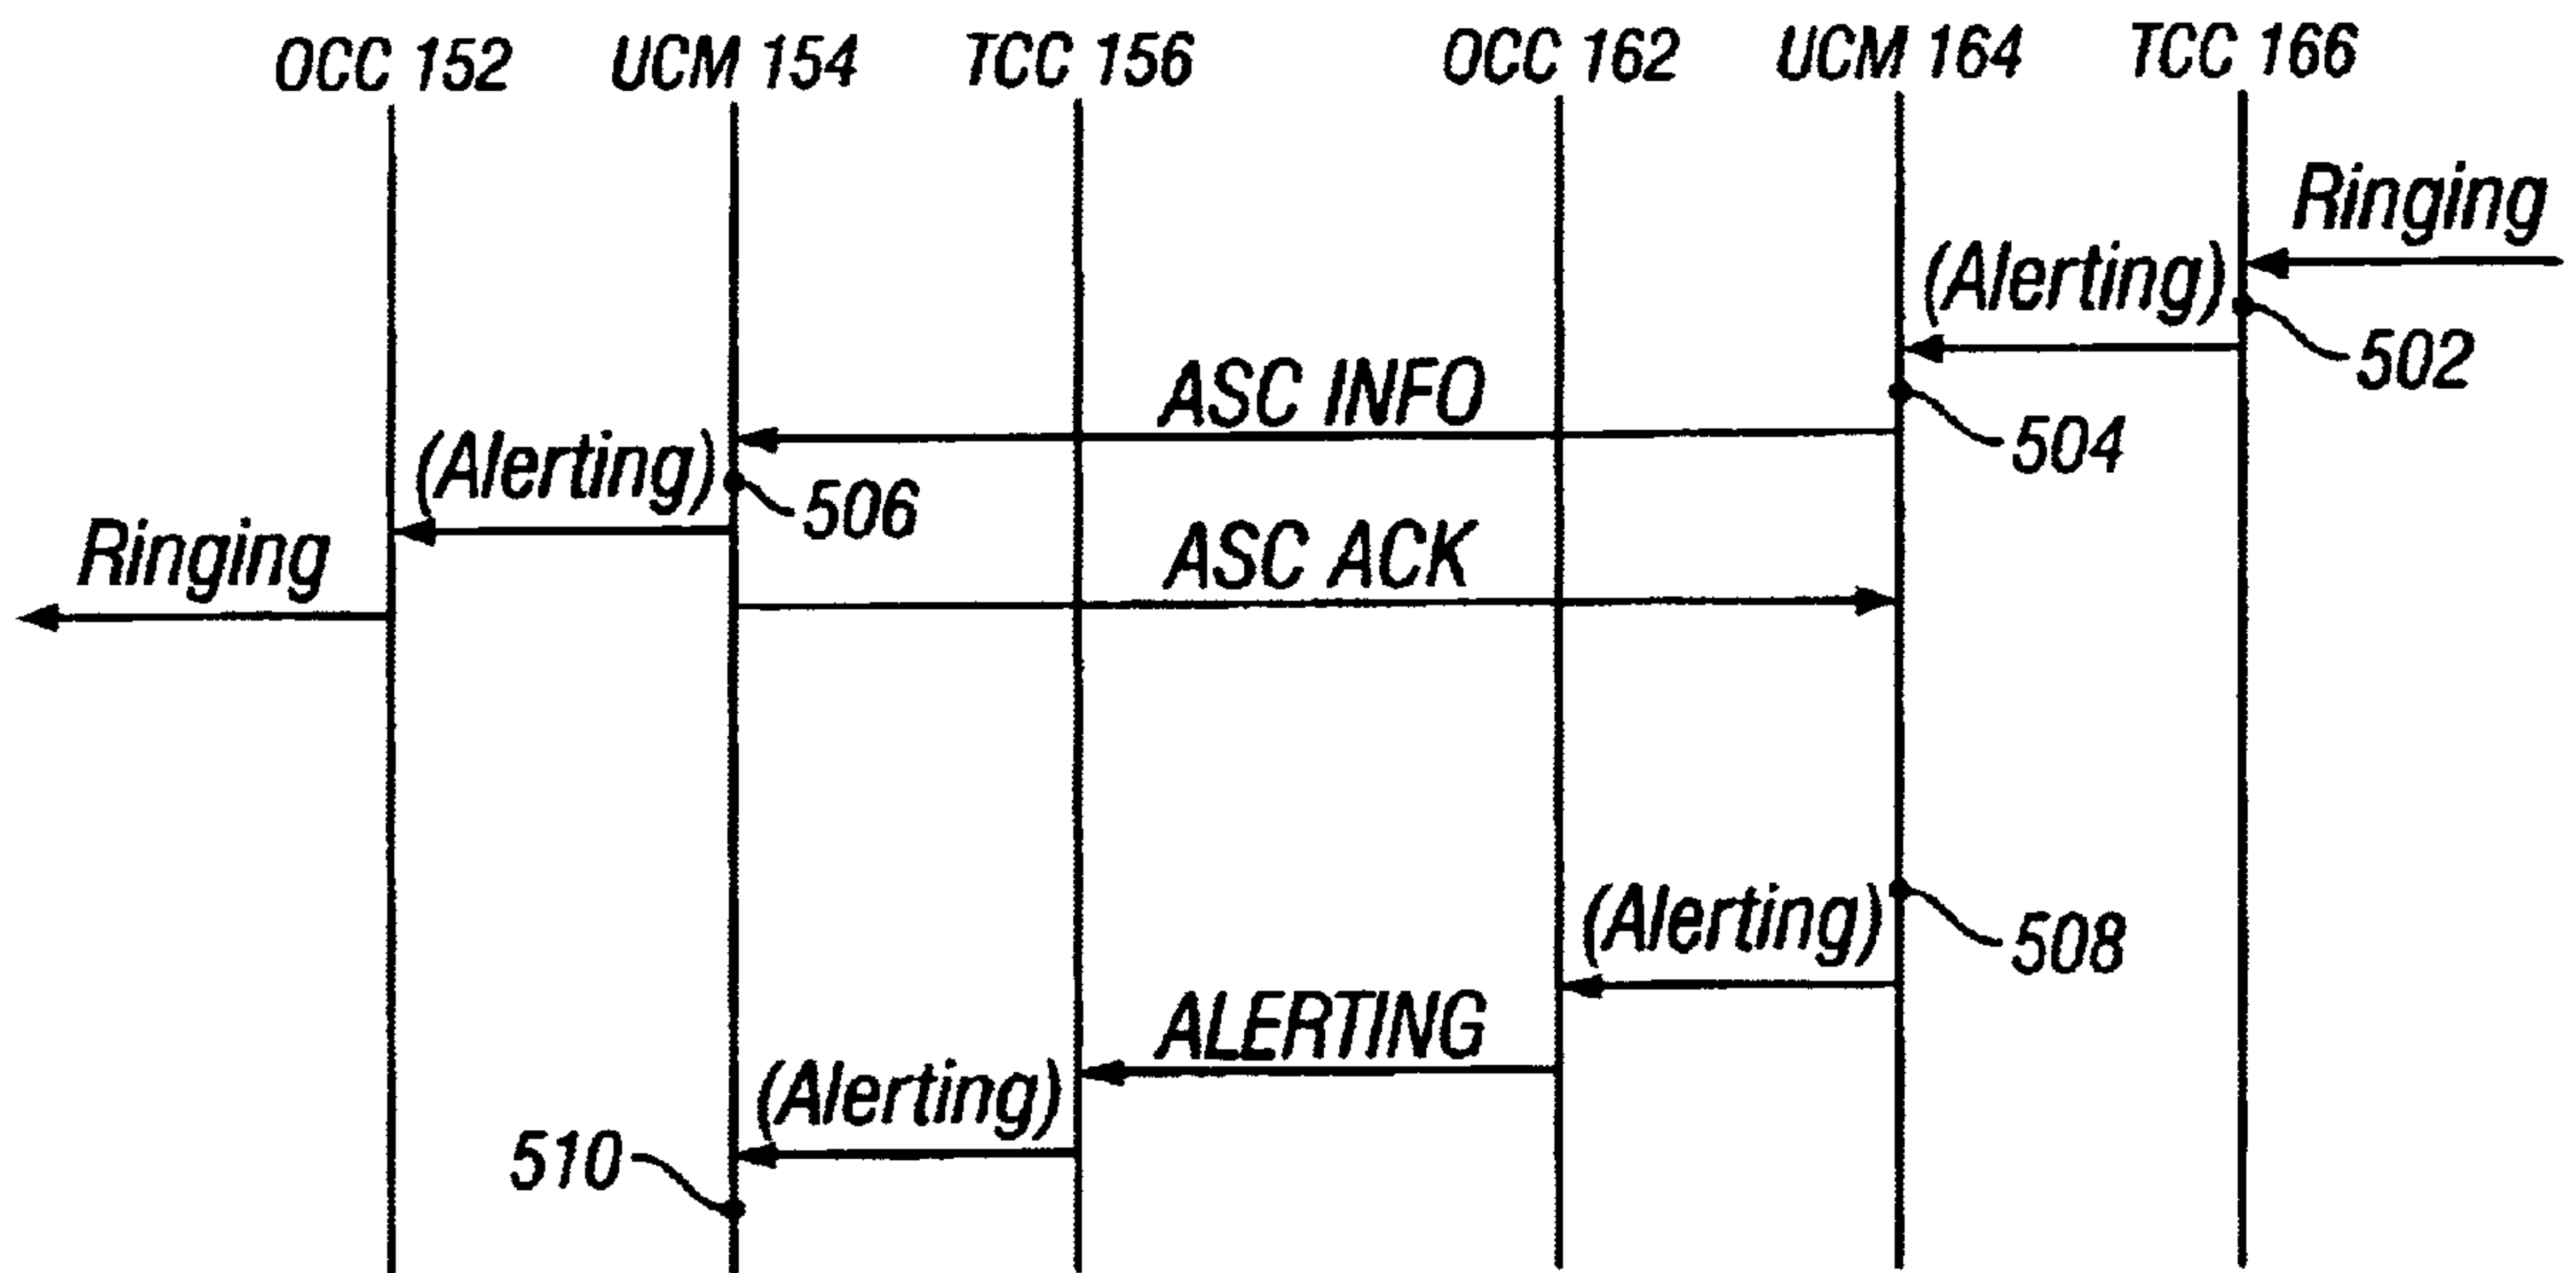 OCC 152 UCM 154 TCC 156 OCC 162 UCM 164 TCC 166
Ringing
(Alerting)
502
ASC INFO
504
(Alerting)
506
Ringing
ASC ACK
(Alerting)
508
ALERTING
(Alerting)
510